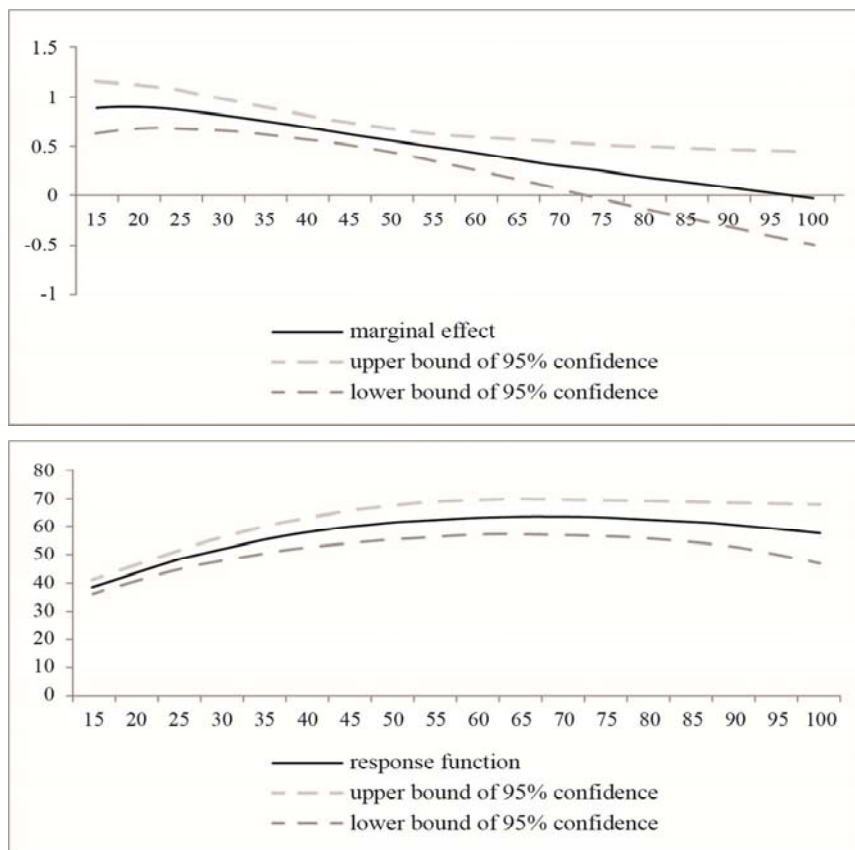 1.5
1
0.5
0
15 20 25 30 35 40 45 50 55 60 65 70 75 80 85 90 95 100
-0.5
-1
marginal effect
upper bound of 95% confidence
lower bound of 95% confidence
80
70
60
50
40
30
20
10
0
15 20 25 30 35 40 45 50 55 60 65 70 75 80 85 90 95 100
response function
upper bound of 95% confidence
lower bound of 95% confidence